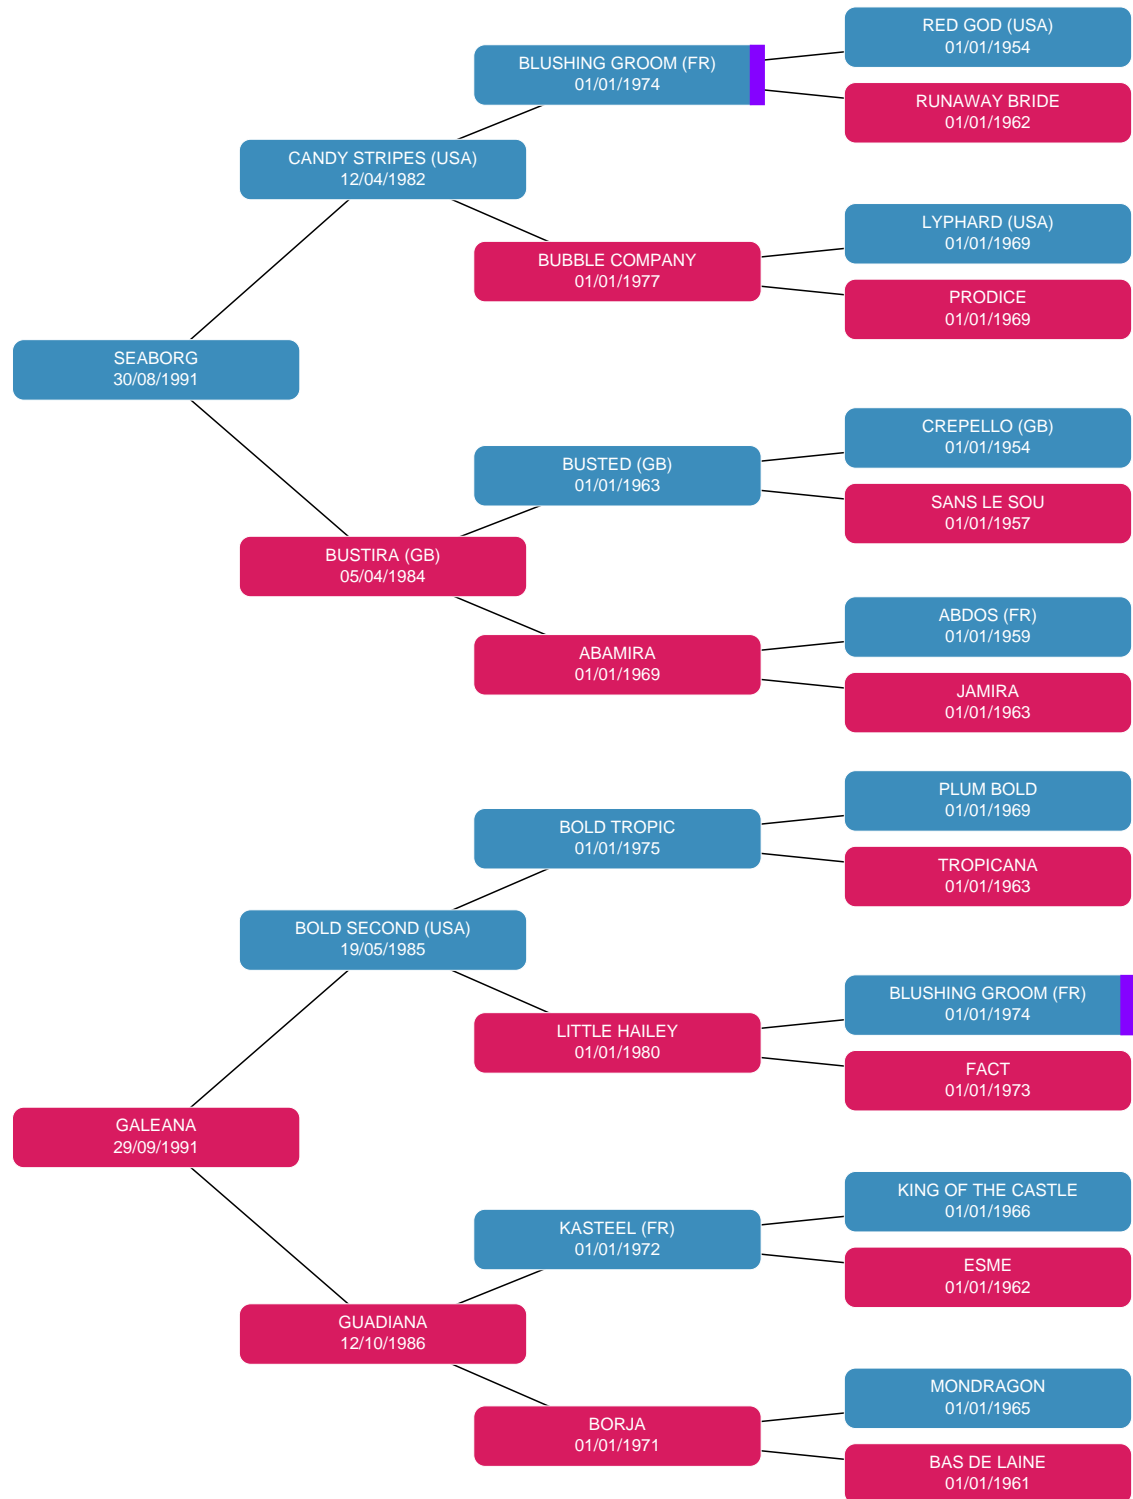 RED GOD (USA)
01/01/1954
BLUSHING GROOM (FR)
01/01/1974
RUNAWAY BRIDE
01/01/1962
CANDY STRIPES (USA)
12/04/1982
LYPHARD (USA)
01/01/1969
BUBBLE COMPANY
01/01/1977
PRODICE
01/01/1969
SEABORG
30/08/1991
CREPELLO (GB)
01/01/1954
BUSTED (GB)
01/01/1963
SANS LE SOU
01/01/1957
BUSTIRA (GB)
05/04/1984
ABDOS (FR)
01/01/1959
ABAMIRA
01/01/1969
JAMIRA
01/01/1963
PLUM BOLD
01/01/1969
BOLD TROPIC
01/01/1975
TROPICANA
01/01/1963
BOLD SECOND (USA)
19/05/1985
BLUSHING GROOM (FR)
01/01/1974
LITTLE HAILEY
01/01/1980
FACT
01/01/1973
GALEANA
29/09/1991
KING OF THE CASTLE
01/01/1966
KASTEEL (FR)
01/01/1972
ESME
01/01/1962
GUADIANA
12/10/1986
MONDRAGON
01/01/1965
BORJA
01/01/1971
BAS DE LAINE
01/01/1961